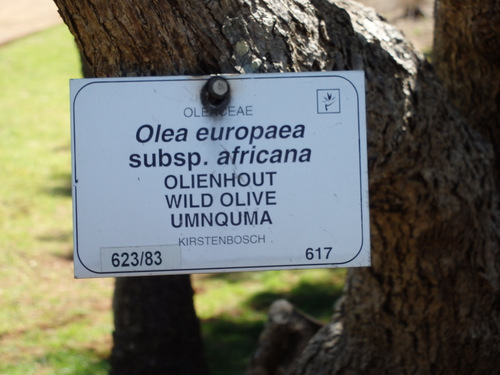 OLEACEAE
Olea europaea
subsp. africana
OLIENHOUT
WILD OLIVE
UMNQUMA
KIRSTENBOSCH
623/83 617